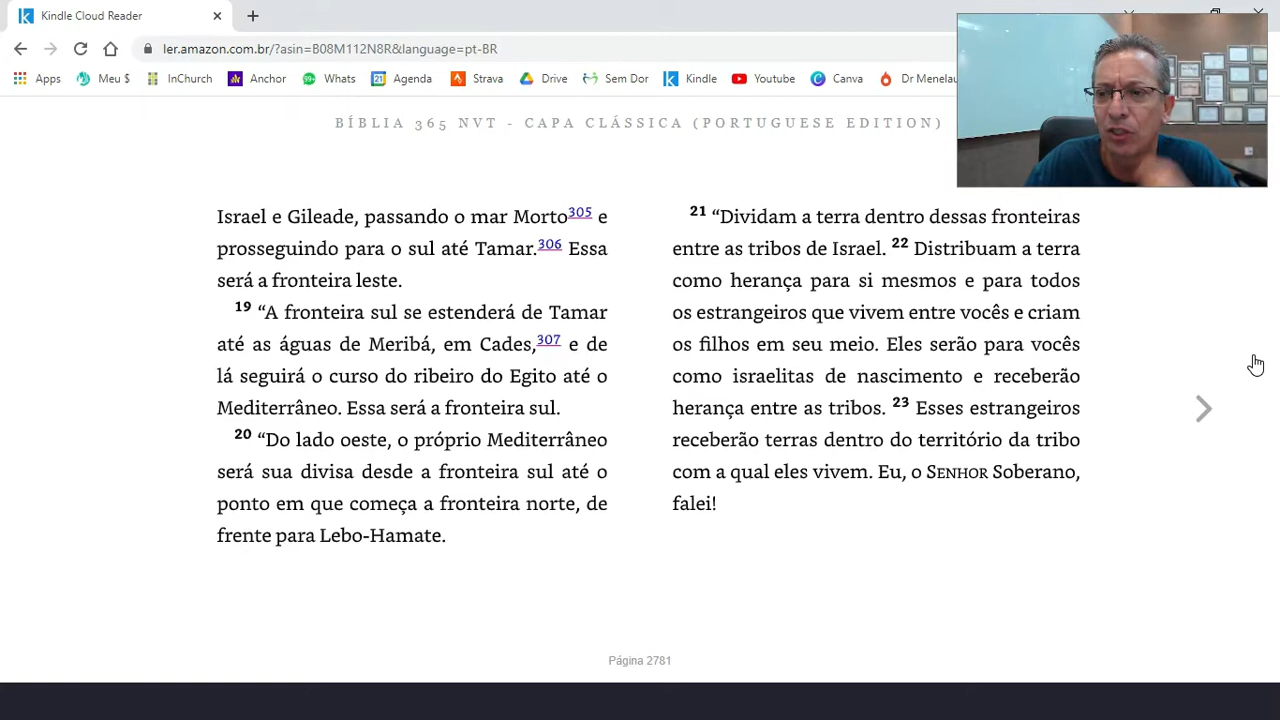 Kindle Cloud Reader
ler.amazon.com.br/?asin=B08M112N8R&language=pt-BR
Apps Meu $ InChurch Anchor Whats Agenda Strava Drive Sem Dor Kindle Youtube Canva Dr Menelau
BÍBLIA 365 NVT - CAPA CLÁSSICA (PORTUGUESE EDITION)
Israel e Gileade, passando o mar Morto305 e
prosseguindo para o sul até Tamar.306 Essa
será a fronteira leste.
19 “A fronteira sul se estenderá de Tamar
até as águas de Meribá, em Cades,307 e de
lá seguirá o curso do ribeiro do Egito até o
Mediterrâneo. Essa será a fronteira sul.
20 “Do lado oeste, o próprio Mediterrâneo
será sua divisa desde a fronteira sul até o
ponto em que começa a fronteira norte, de
frente para Lebo-Hamate.
21 “Dividam a terra dentro dessas fronteiras
entre as tribos de Israel. 22 Distribuam a terra
como herança para si mesmos e para todos
os estrangeiros que vivem entre vocês e criam
os filhos em seu meio. Eles serão para vocês
como israelitas de nascimento e receberão
herança entre as tribos. 23 Esses estrangeiros
receberão terras dentro do território da tribo
com a qual eles vivem. Eu, o SENHOR Soberano,
falei!
Página 2781